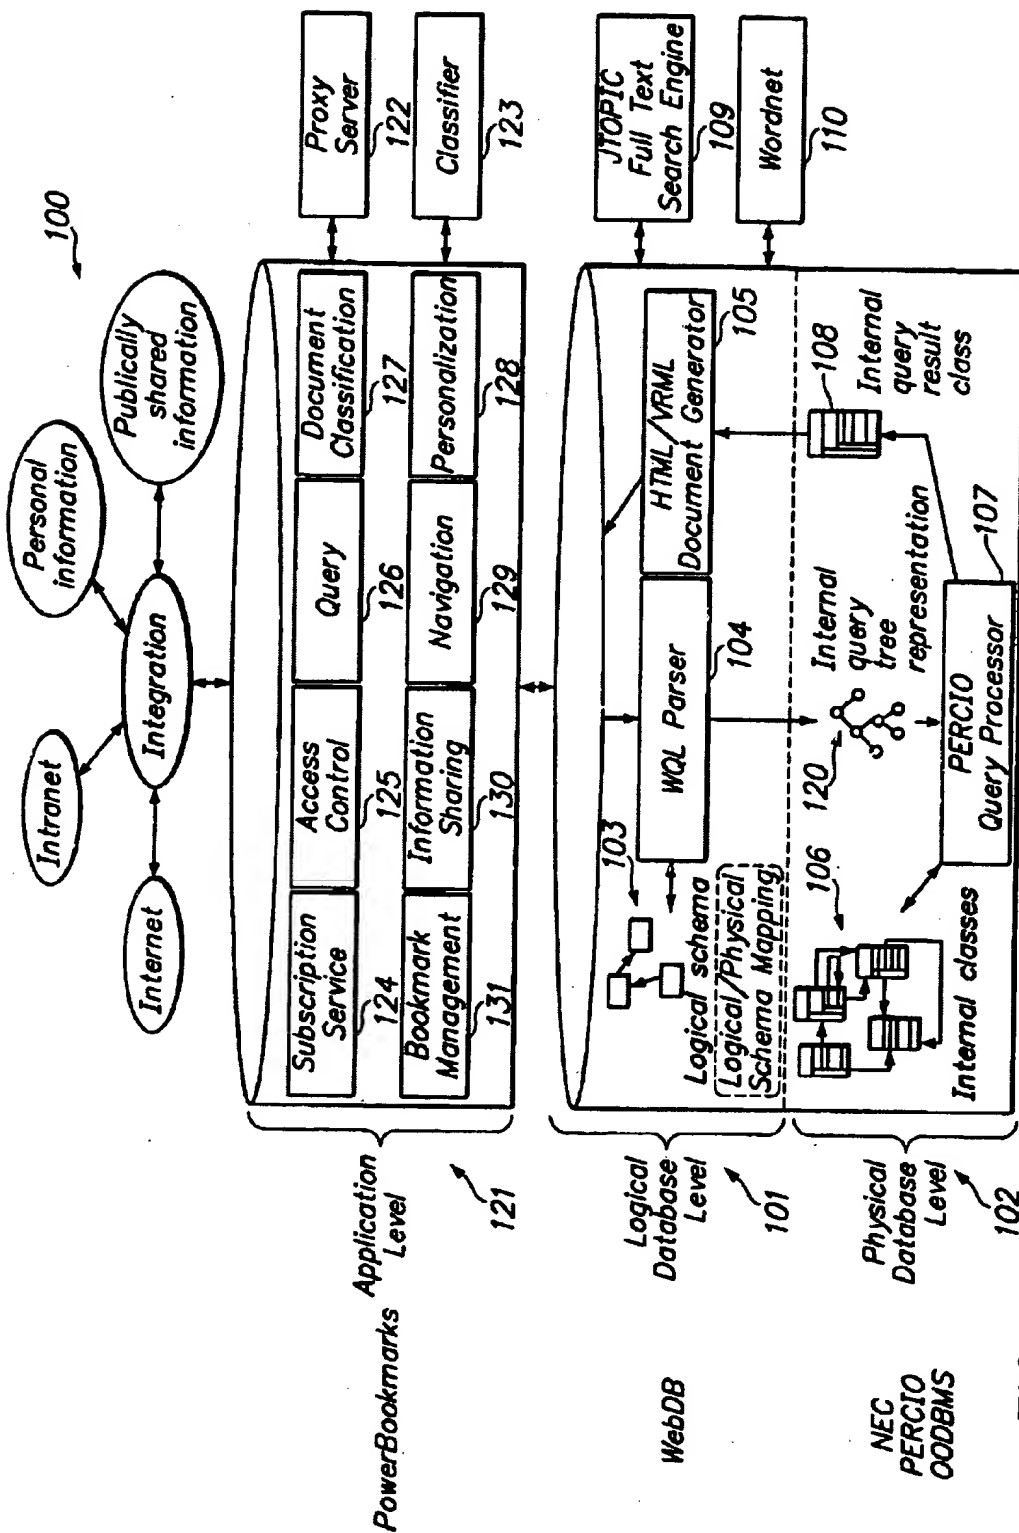 100
Internet
Intranet
Integration
Personal
information
Publically
shared
information
PowerBookmarks
Application
Level
121
Subscription
Service
124
Access
Control
125
Query
126
Document
Classification
127
Bookmark
Management
131
Information
Sharing
130
Navigation
129
Personalization
128
Proxy
Server
122
Classifier
123
WebDB
Logical
Database
Level
101
103
Logical schema
Logical/Physical
Schema Mapping
WQL Parser
104
HTML/VRML
Document Generator
105
JTOPIC
Full Text
Search Engine
109
Wordnet
110
NEC
PERCIO
OODBMS
Physical
Database
Level
102
106
Internal classes
120
Internal
query
tree
representation
PERCIO
Query Processor
107
108
Internal
query
result
class